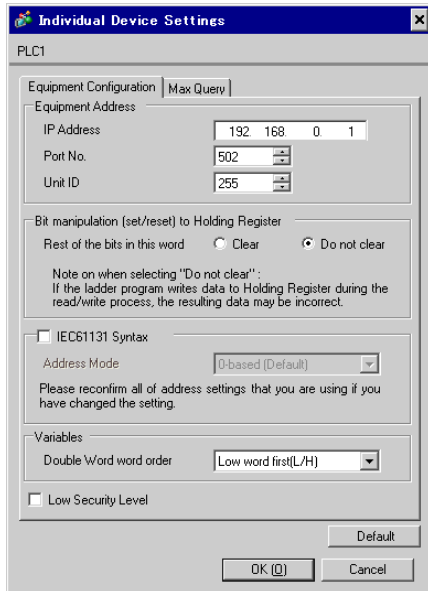 Individual Device Settings
PLC1
Equipment Configuration Max Query
Equipment Address
IP Address 192. 168. 0. 1
Port No. 502
Unit ID 255
Bit manipulation (set/reset) to Holding Register
Rest of the bits in this word Clear Do not clear
Note on when selecting "Do not clear" :
If the ladder program writes data to Holding Register during the
read/write process, the resulting data may be incorrect.
IEC61131 Syntax
Address Mode 0-based (Default)
Please reconfirm all of address settings that you are using if you
have changed the setting.
Variables
Double Word word order Low word first(L/H)
Low Security Level
Default
OK (O) Cancel